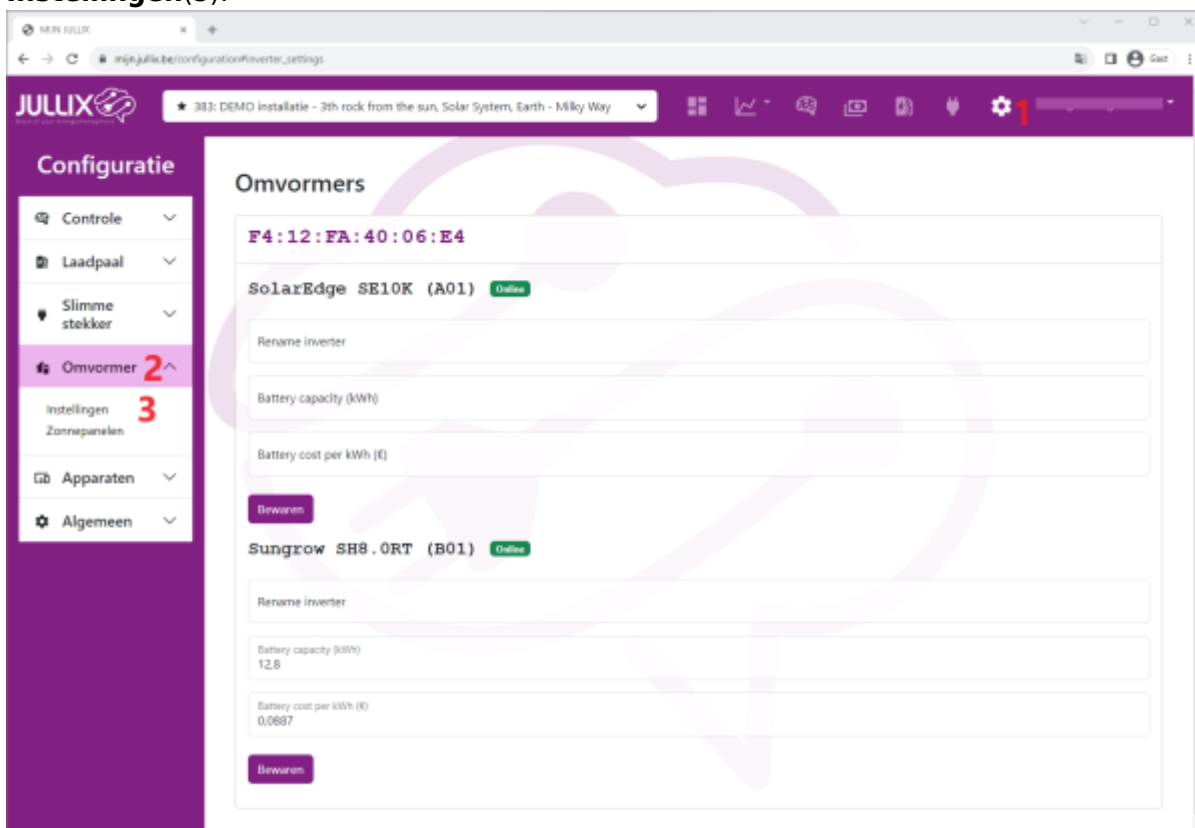 instellingen(3):
MIJN JULLIX
mijn.jullix.be/configuration#inverter_settings
Gast
JULLIX
★ 383: DEMO installatie - 3th rock from the sun, Solar System, Earth - Milky Way
1
Configuratie
Controle
Laadpaal
Slimme
stekker
Omvormer 2
Instellingen 3
Zonnepanelen
Apparaten
Algemeen
Omvormers
F4:12:FA:40:06:E4
SolarEdge SE10K (A01) Online
Rename inverter
Battery capacity (kWh)
Battery cost per kWh (€)
Bewaren
Sungrow SH8.0RT (B01) Online
Rename inverter
Battery capacity (kWh)
12,8
Battery cost per kWh (€)
0,0887
Bewaren